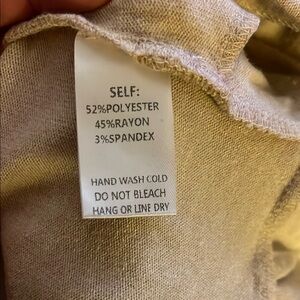 SELF:
52%POLYESTER
45%RAYON
3%SPANDEX
HAND WASH COLD
DO NOT BLEACH
HANG OR LINE DRY